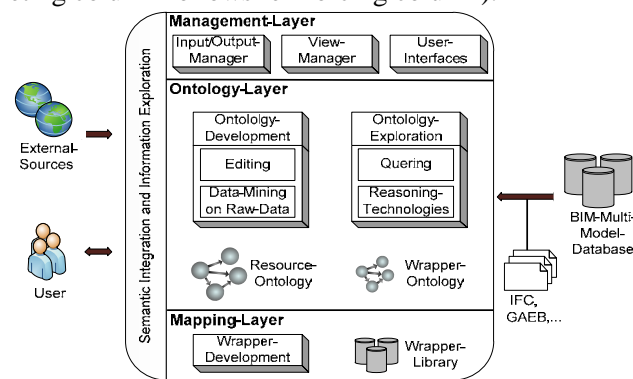 Management-Layer
Input/Output-
Manager
View-
Manager
User-
Interfaces
Semantic Integration and Information Exploration
Ontology-Layer
Ontololgy-
Development
Editing
Data-Mining
on Raw-Data
Ontololgy-
Exploration
Quering
Reasoning-
Technologies
External-
Sources
User
Resource-
Ontology
Wrapper-
Ontology
BIM-Multi-
Model-
Database
IFC,
GAEB,...
Mapping-Layer
Wrapper-
Development
Wrapper-
Library